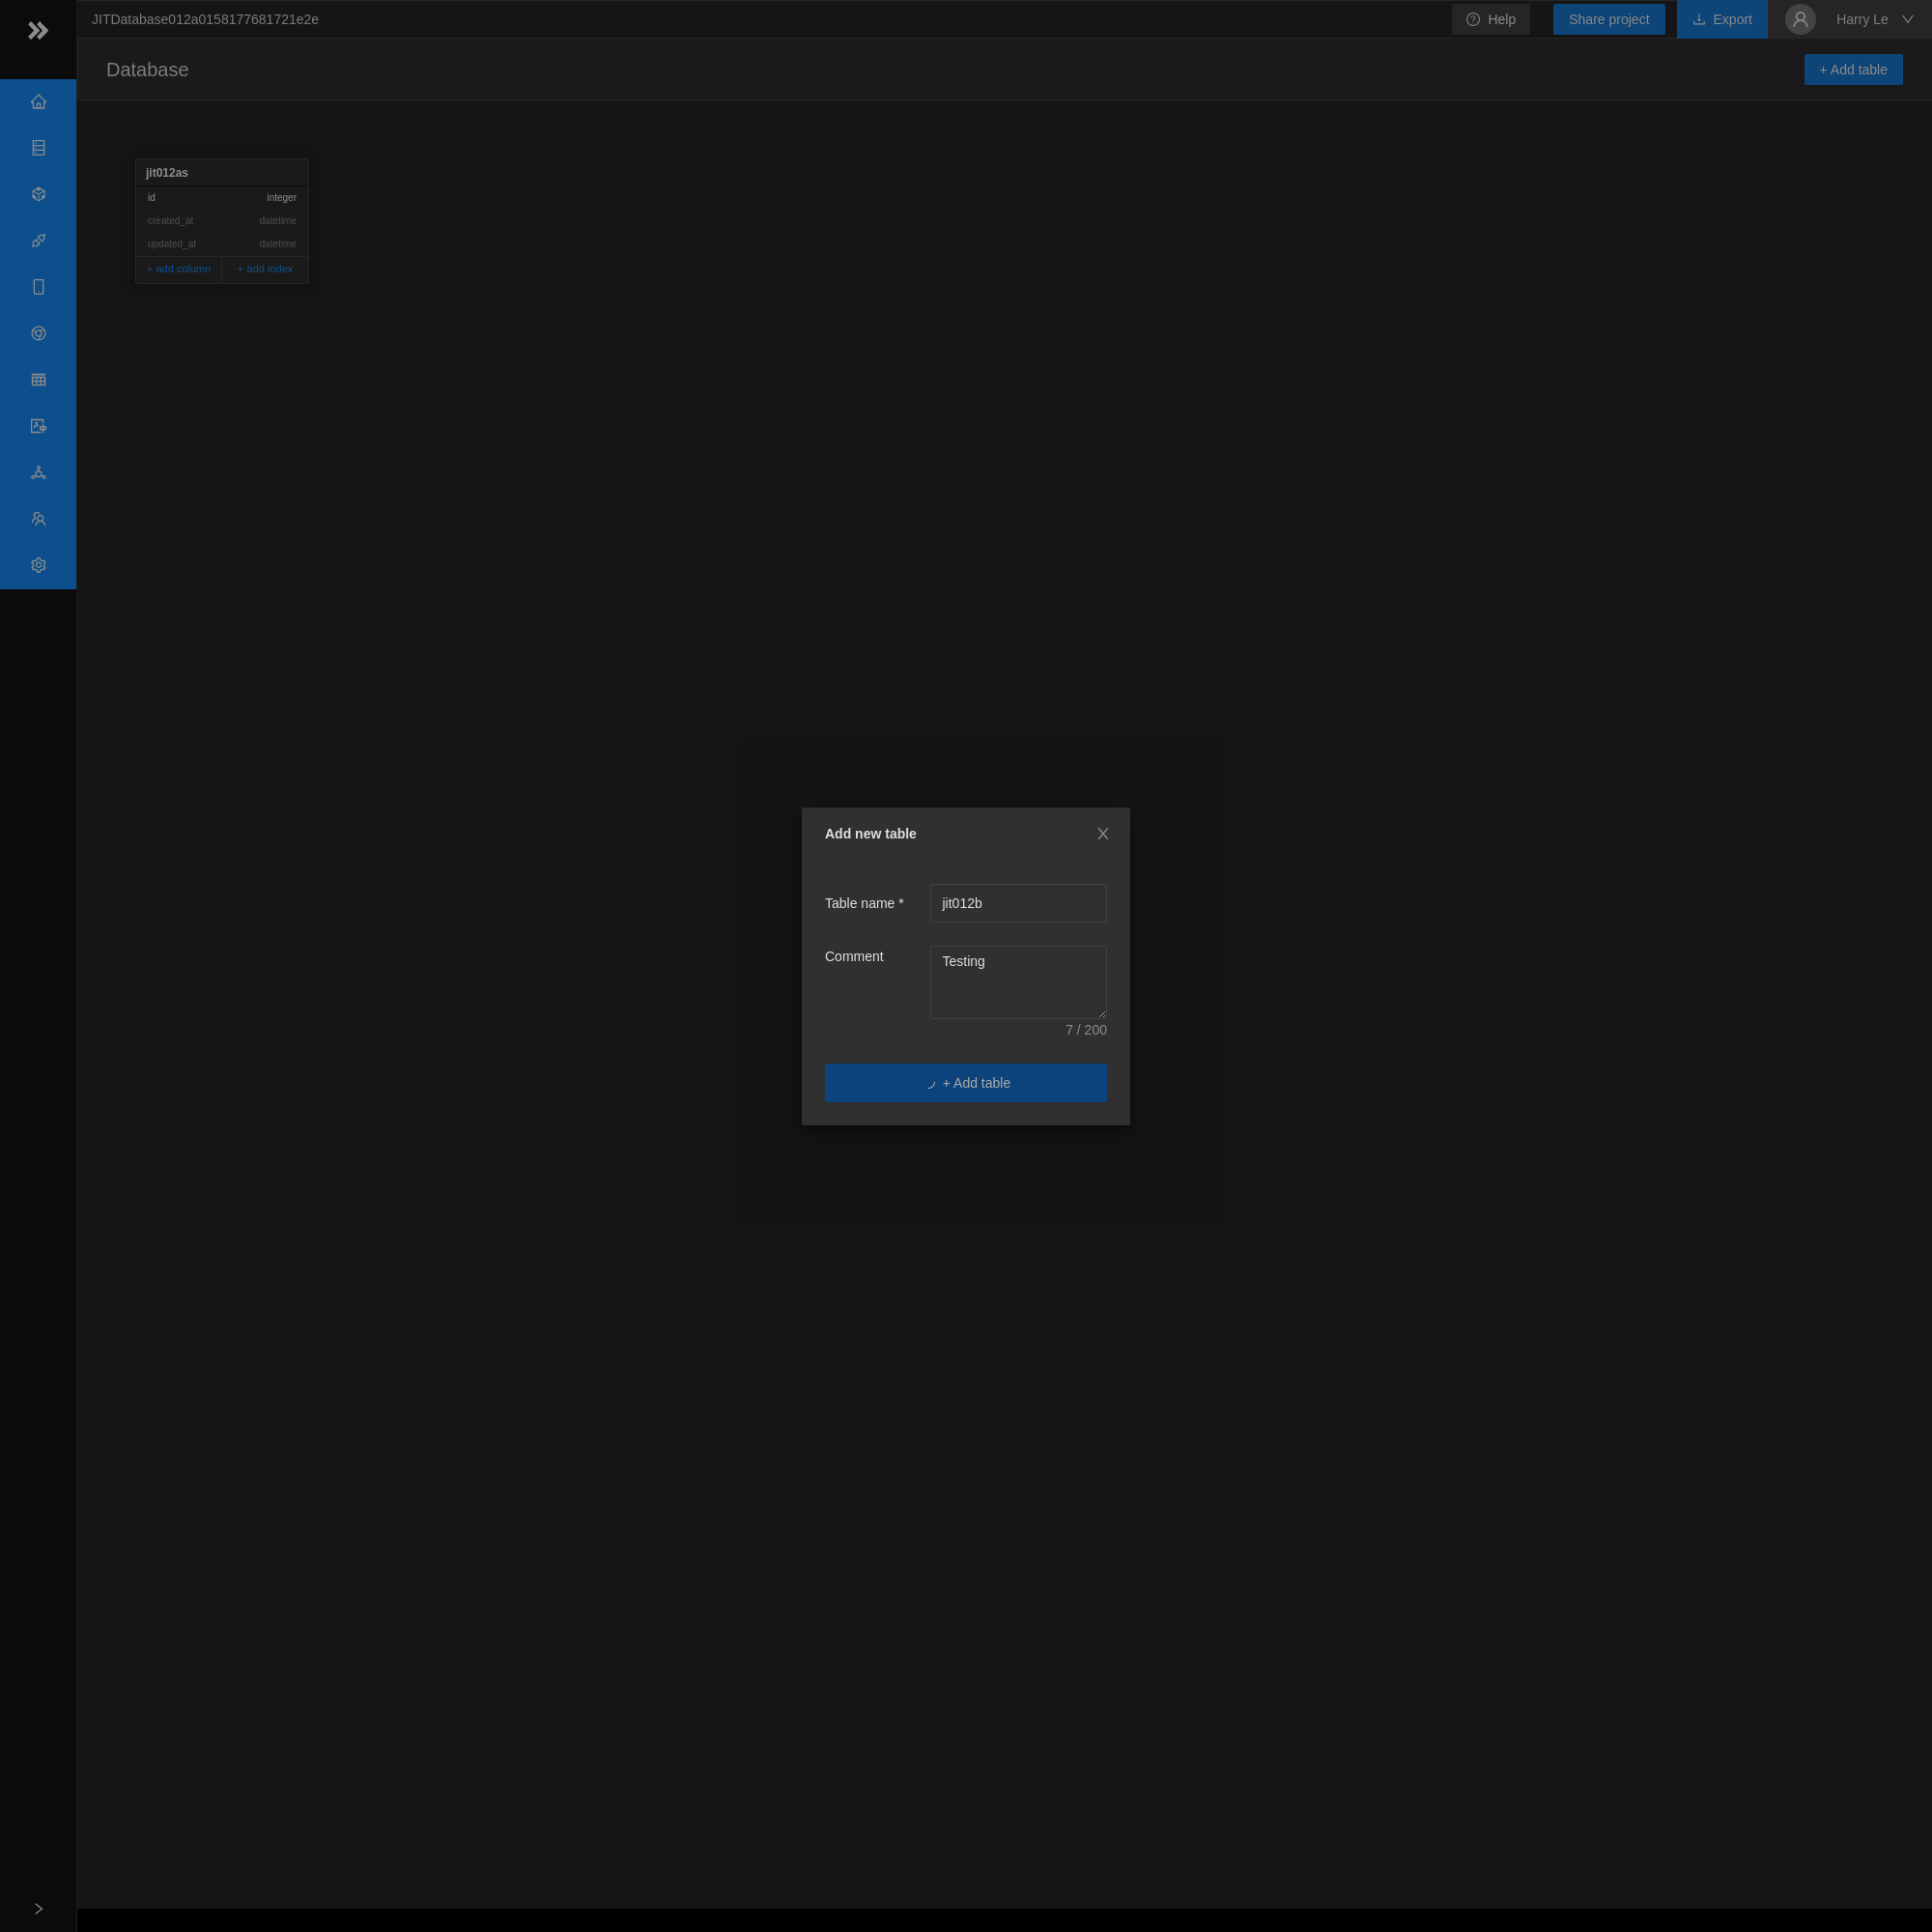 JITDatabase012a0158177681721e2e
Help
Share project
Export
Harry Le
Database
+ Add table
jit012as
id integer
created_at datetime
updated_at datetime
+ add column + add index
Add new table
Table name * jit012b
Comment Testing
7 / 200
+ Add table